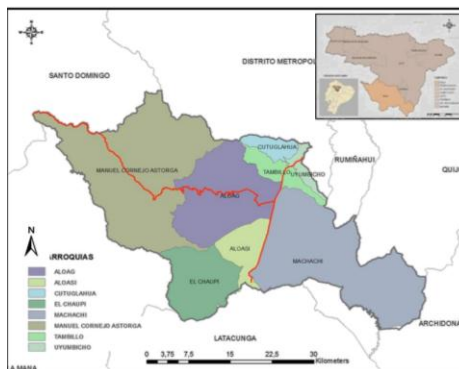 SANTO DOMINGO
DISTRITO METROPOL
CUTUGLAHUA
RUMIÑAHUI
QUIJ
MANUEL CORNEJO ASTORGA
TAMBILLO
UYUMBICHO
ALOAG
ALOASI
MACHACHI
EL CHAUPI
N
ARROQUIAS
ALOAG
ALOASI
CUTUGLAHUA
EL CHAUPI
MACHACHI
MANUEL CORNEJO ASTORGA
TAMBILLO
UYUMBICHO
ARCHIDONA
LATACUNGA
A MANA
0 3,75 7,5 15 22,5 30
Kilometers